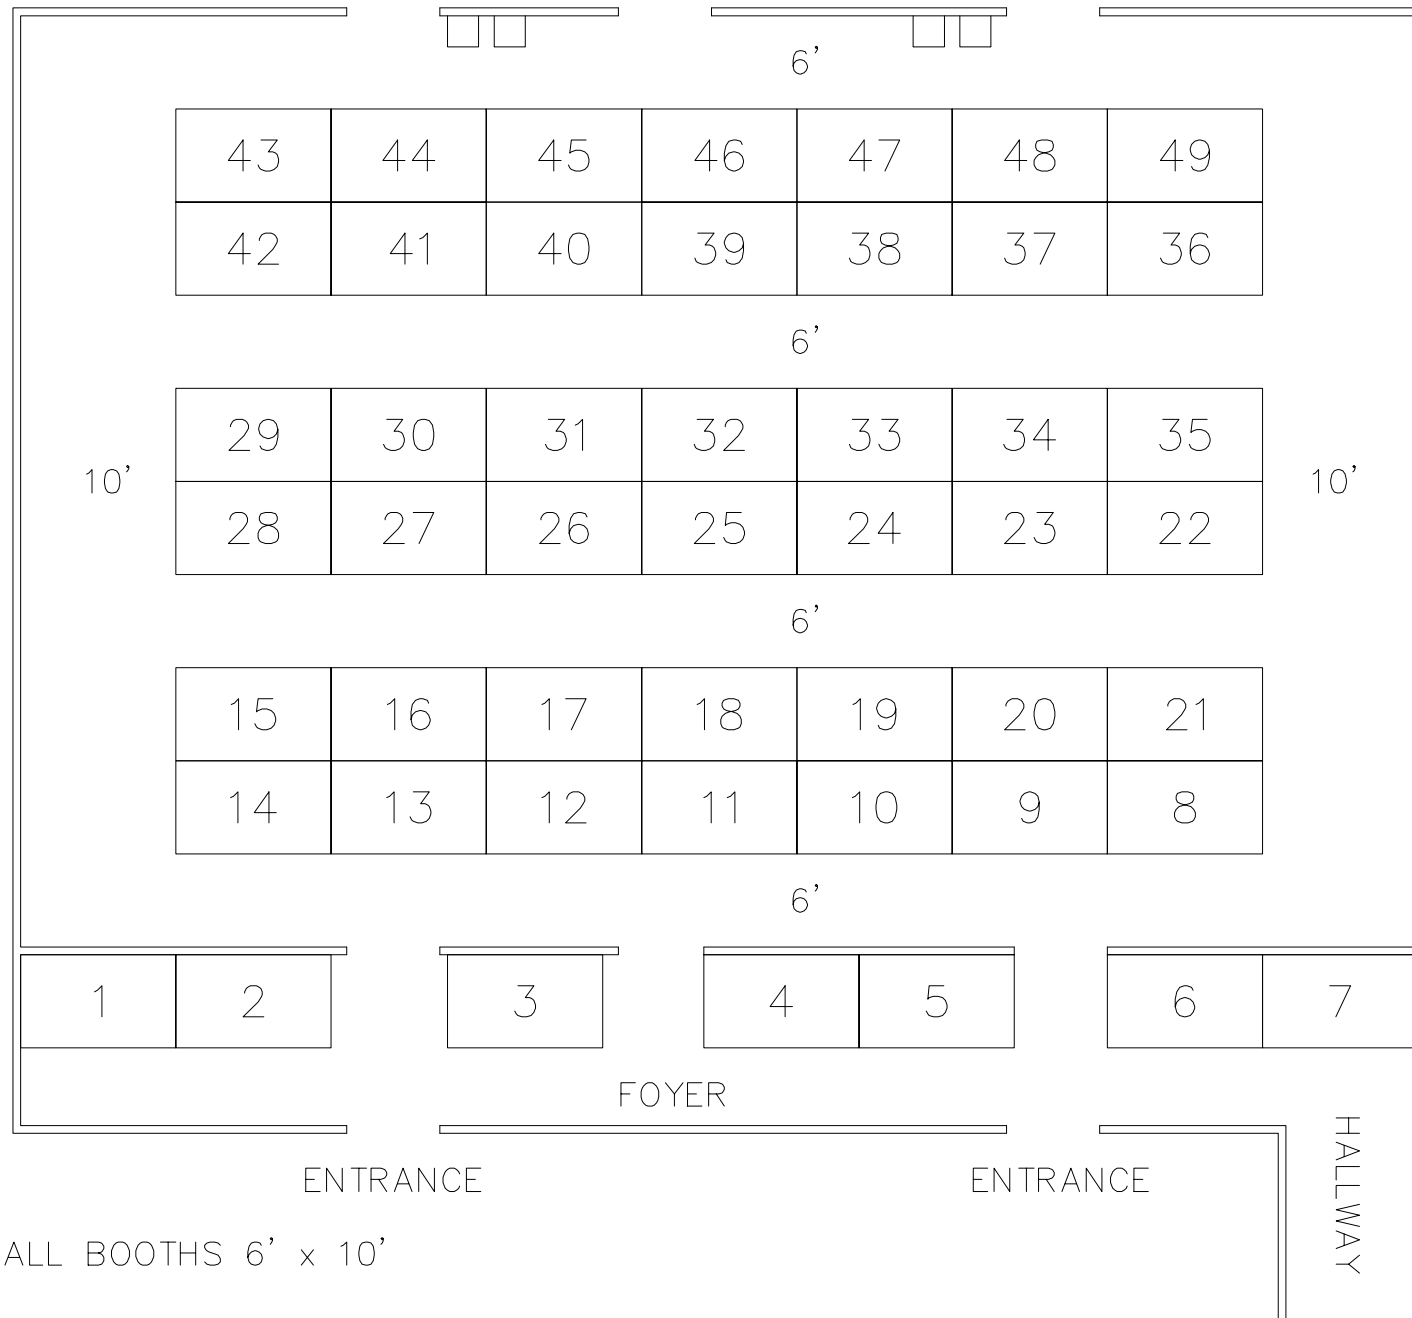 6'
43 44 45 46 47 48 49
42 41 40 39 38 37 36
6'
29 30 31 32 33 34 35
10' 10'
28 27 26 25 24 23 22
6'
15 16 17 18 19 20 21
14 13 12 11 10 9 8
6'
1 2 3 4 5 6 7
FOYER
HALLWAY
ENTRANCE ENTRANCE
ALL BOOTHS 6' x 10'